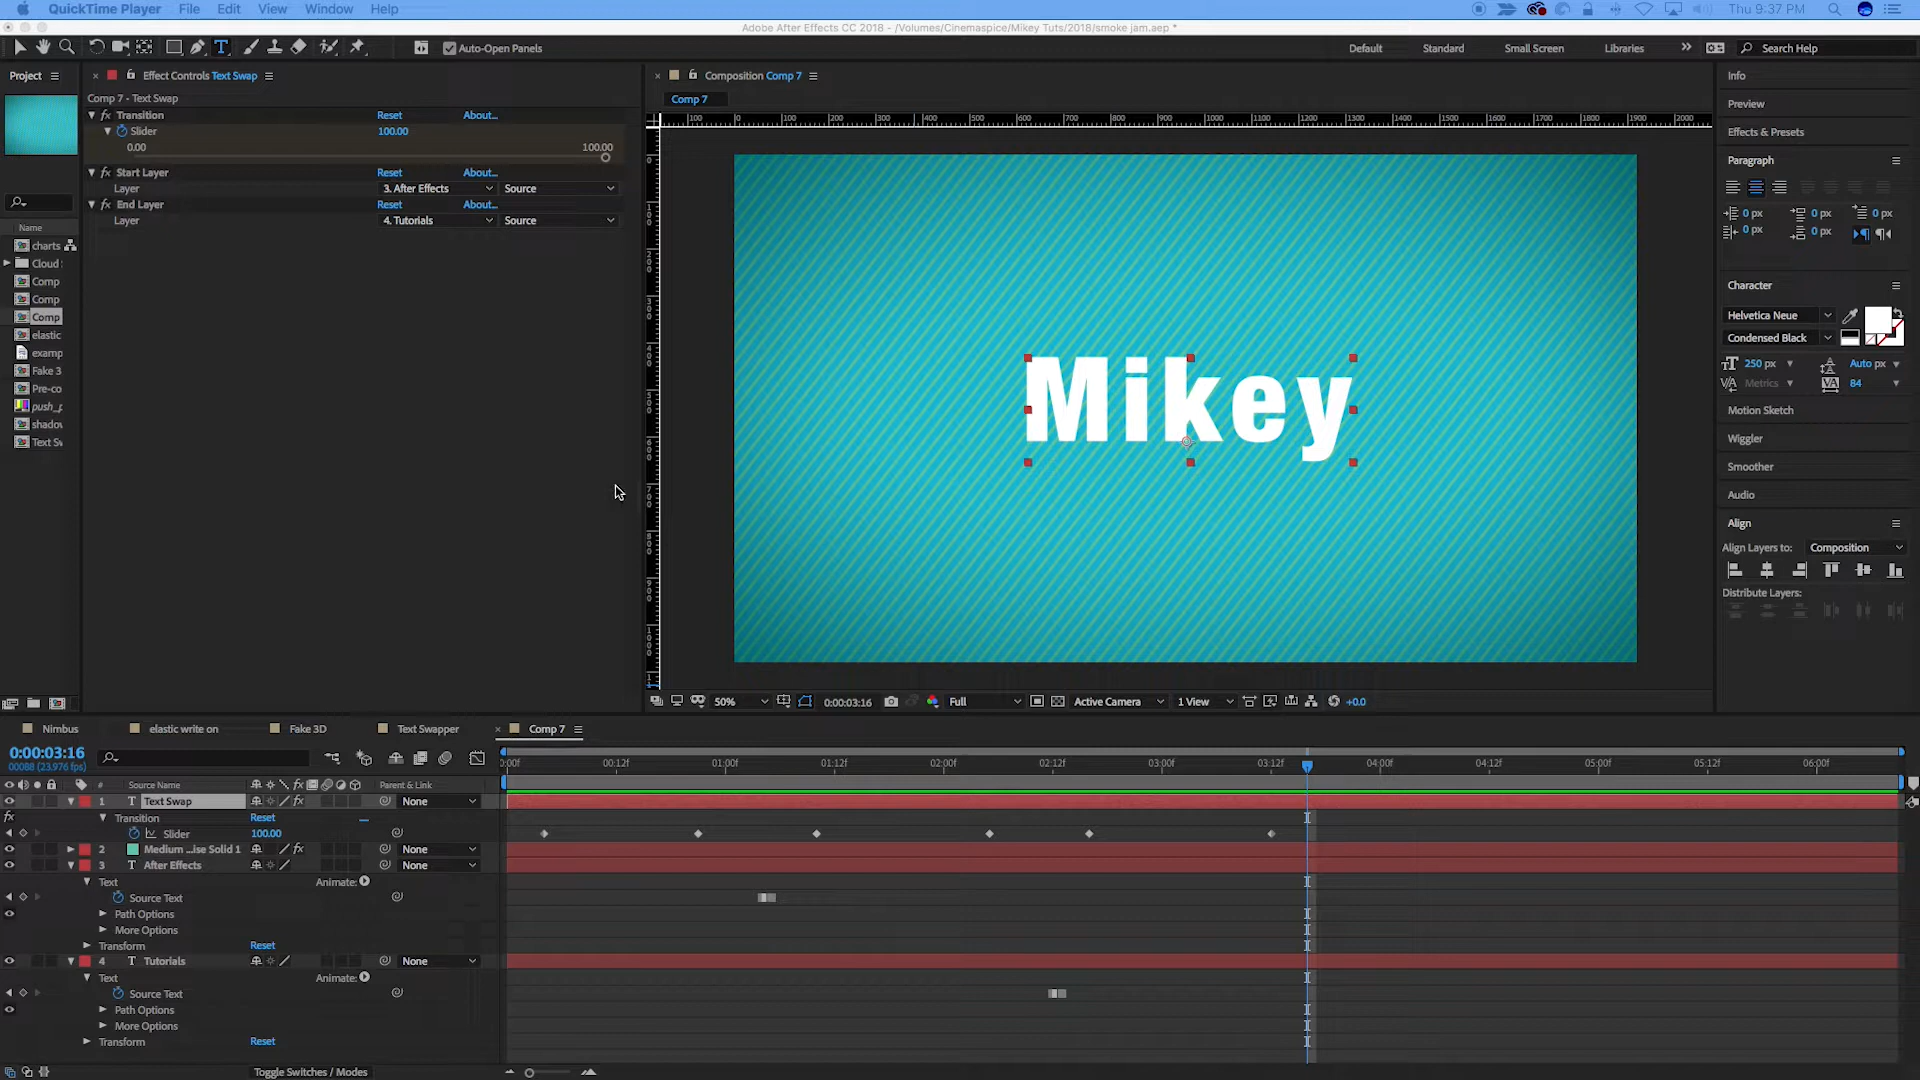 QuickTime Player File Edit View Window Help Thu 9:37 PM
Adobe After Effects CC 2018 - /Volumes/Cinemaspice/Mikey Tuts/2018/smoke jam.aep *
Auto-Open Panels Default Standard Small Screen Libraries Search Help
Project Effect Controls Text Swap Composition Comp 7 Info
Comp 7 - Text Swap Comp 7
Preview
Transition Reset About...
Slider 100.00
0.00 100.00
Effects & Presets
Start Layer Reset About...
Layer 3. After Effects Source
End Layer Reset About...
Layer 4. Tutorials Source
Paragraph
0 px 0 px 0 px
0 px 0 px
Name
charts
Cloud
Comp
Comp
Comp
elastic
examp
Fake 3
Pre-co
push_p
shadov
Text Sw
Mikey
Character
Helvetica Neue
Condensed Black
250 px Auto px
Metrics 84
Motion Sketch
Wiggler
Smoother
Audio
Align
Align Layers to: Composition
Distribute Layers:
50% 0:00:03:16 Full Active Camera 1 View +0.0
Nimbus elastic write on Fake 3D Text Swapper Comp 7
0:00:03:16
00088 (23.976 fps)
0:00f 00:12f 01:00f 01:12f 02:00f 02:12f 03:00f 03:12f 04:00f 04:12f 05:00f 05:12f 06:00f
# Source Name Parent & Link
1 T Text Swap None
Transition Reset
Slider 100.00
2 Medium ...ise Solid 1 None
3 T After Effects None
Text Animate:
Source Text
Path Options
More Options
Transform Reset
4 T Tutorials None
Text Animate:
Source Text
Path Options
More Options
Transform Reset
Toggle Switches / Modes